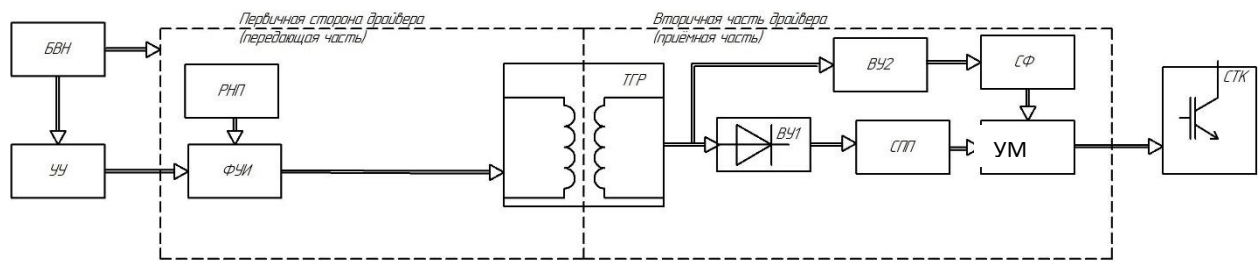 Первичная сторона драйвера
(передающая часть)
Вторичная часть драйвера
(приёмная часть)
БВН
РНП
УУ
ФУИ
ТГР
ВУ2
СФ
ВУ1
СПП
УМ
СТК